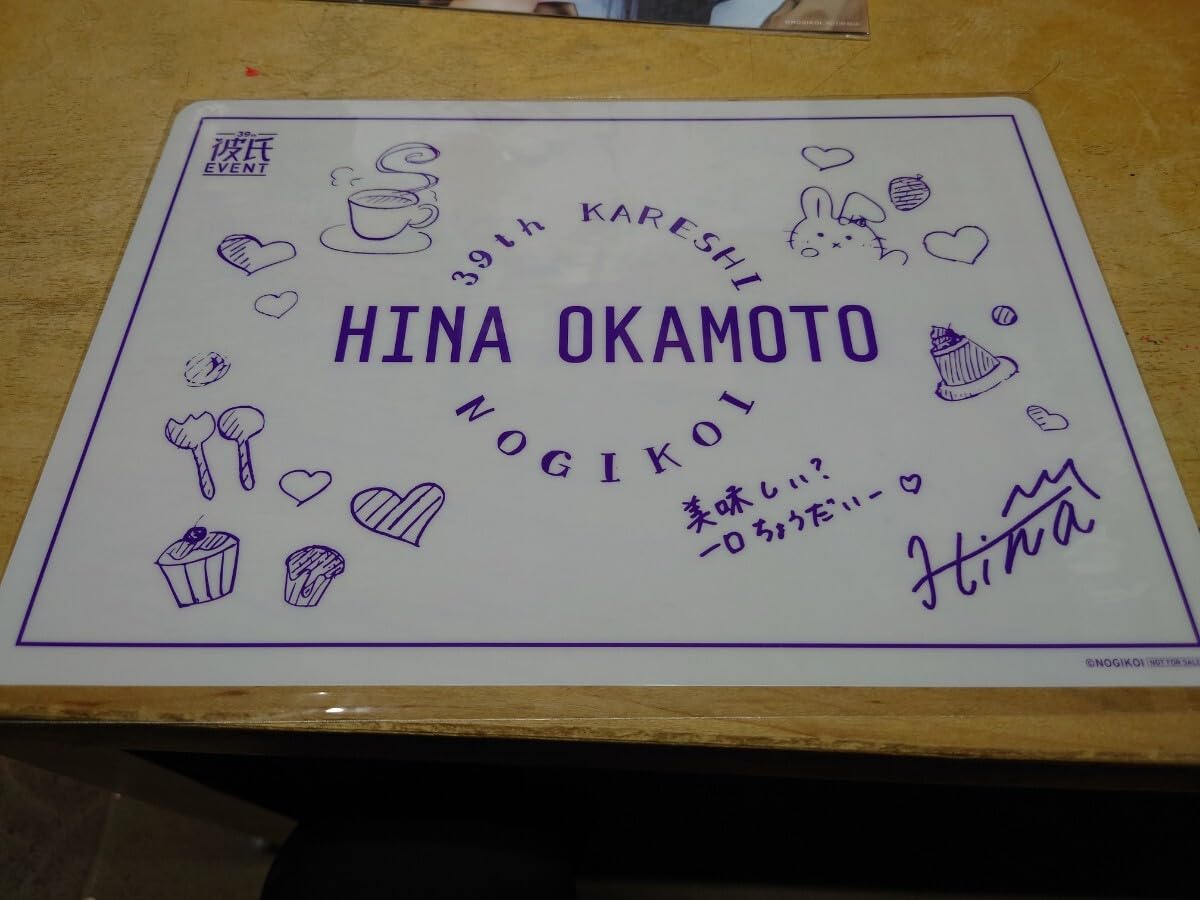 39th
彼氏
EVENT
39th KARESHI
HINA OKAMOTO
NOGIKOI
美味しい?
一口ちょうだいー
Hina
©NOGIKOI NOT FOR SALE